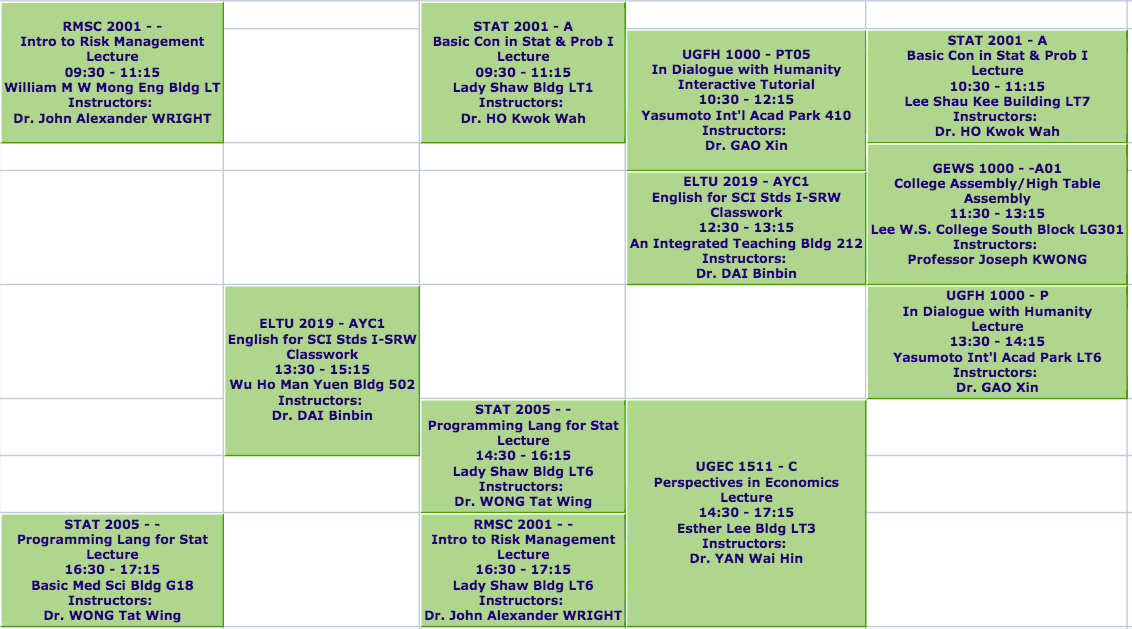 RMSC 2001 - -
Intro to Risk Management
Lecture
09:30 - 11:15
William M W Mong Eng Bldg LT
Instructors:
Dr. John Alexander WRIGHT
STAT 2005 - -
Programming Lang for Stat
Lecture
16:30 - 17:15
Basic Med Sci Bldg G18
Instructors:
Dr. WONG Tat Wing
ELTU 2019 - AYC1
English for SCI Stds I-SRW
Classwork
13:30 - 15:15
Wu Ho Man Yuen Bldg 502
Instructors:
Dr. DAI Binbin
STAT 2001 - A
Basic Con in Stat & Prob I
Lecture
09:30 - 11:15
Lady Shaw Bldg LT1
Instructors:
Dr. HO Kwok Wah
STAT 2005 - -
Programming Lang for Stat
Lecture
14:30 - 16:15
Lady Shaw Bldg LT6
Instructors:
Dr. WONG Tat Wing
RMSC 2001 - -
Intro to Risk Management
Lecture
16:30 - 17:15
Lady Shaw Bldg LT6
Instructors:
Dr. John Alexander WRIGHT
UGFH 1000 - PT05
In Dialogue with Humanity
Interactive Tutorial
10:30 - 12:15
Yasumoto Int'l Acad Park 410
Instructors:
Dr. GAO Xin
ELTU 2019 - AYC1
English for SCI Stds I-SRW
Classwork
12:30 - 13:15
An Integrated Teaching Bldg 212
Instructors:
Dr. DAI Binbin
UGEC 1511 - C
Perspectives in Economics
Lecture
14:30 - 17:15
Esther Lee Bldg LT3
Instructors:
Dr. YAN Wai Hin
STAT 2001 - A
Basic Con in Stat & Prob I
Lecture
10:30 - 11:15
Lee Shau Kee Building LT7
Instructors:
Dr. HO Kwok Wah
GEWS 1000 - -A01
College Assembly/High Table
Assembly
11:30 - 13:15
Lee W.S. College South Block LG301
Instructors:
Professor Joseph KWONG
UGFH 1000 - P
In Dialogue with Humanity
Lecture
13:30 - 14:15
Yasumoto Int'l Acad Park LT6
Instructors:
Dr. GAO Xin